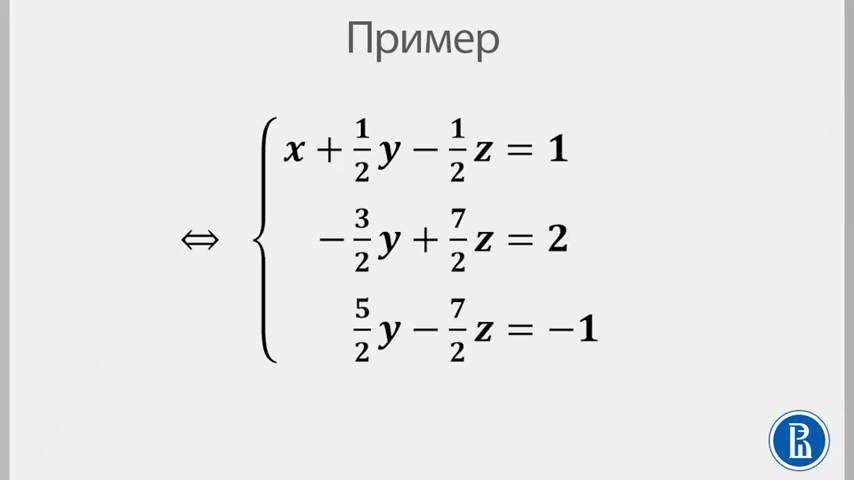 Пример
x + 1/2 y − 1/2 z = 1
⇔ − 3/2 y + 7/2 z = 2
5/2 y − 7/2 z = −1